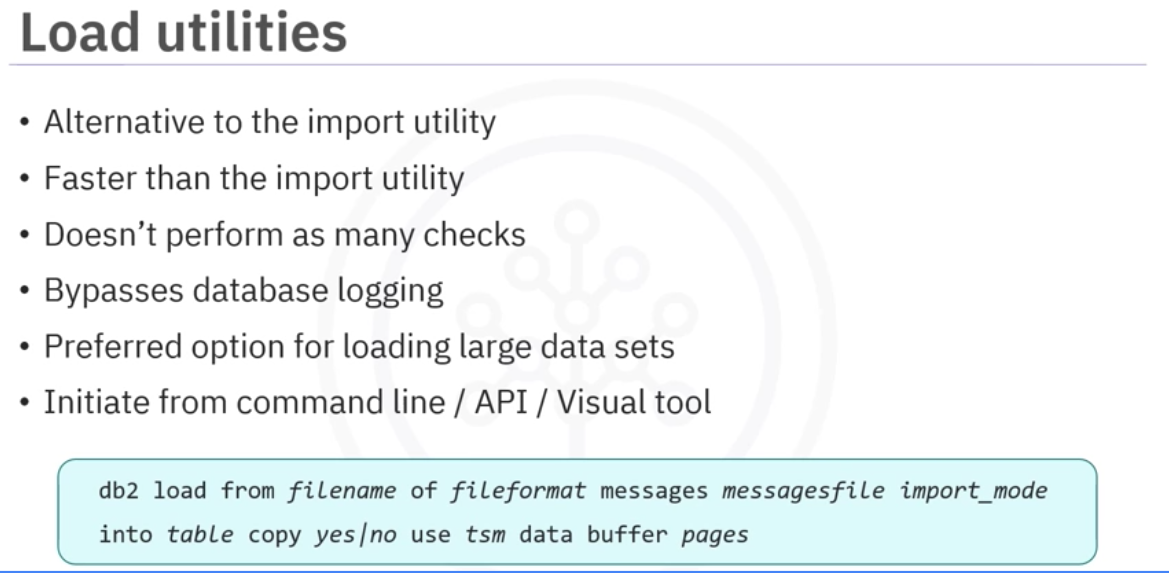 Load utilities
• Alternative to the import utility
• Faster than the import utility
• Doesn’t perform as many checks
• Bypasses database logging
• Preferred option for loading large data sets
• Initiate from command line / API / Visual tool
db2 load from filename of fileformat messages messagesfile import_mode
into table copy yes|no use tsm data buffer pages